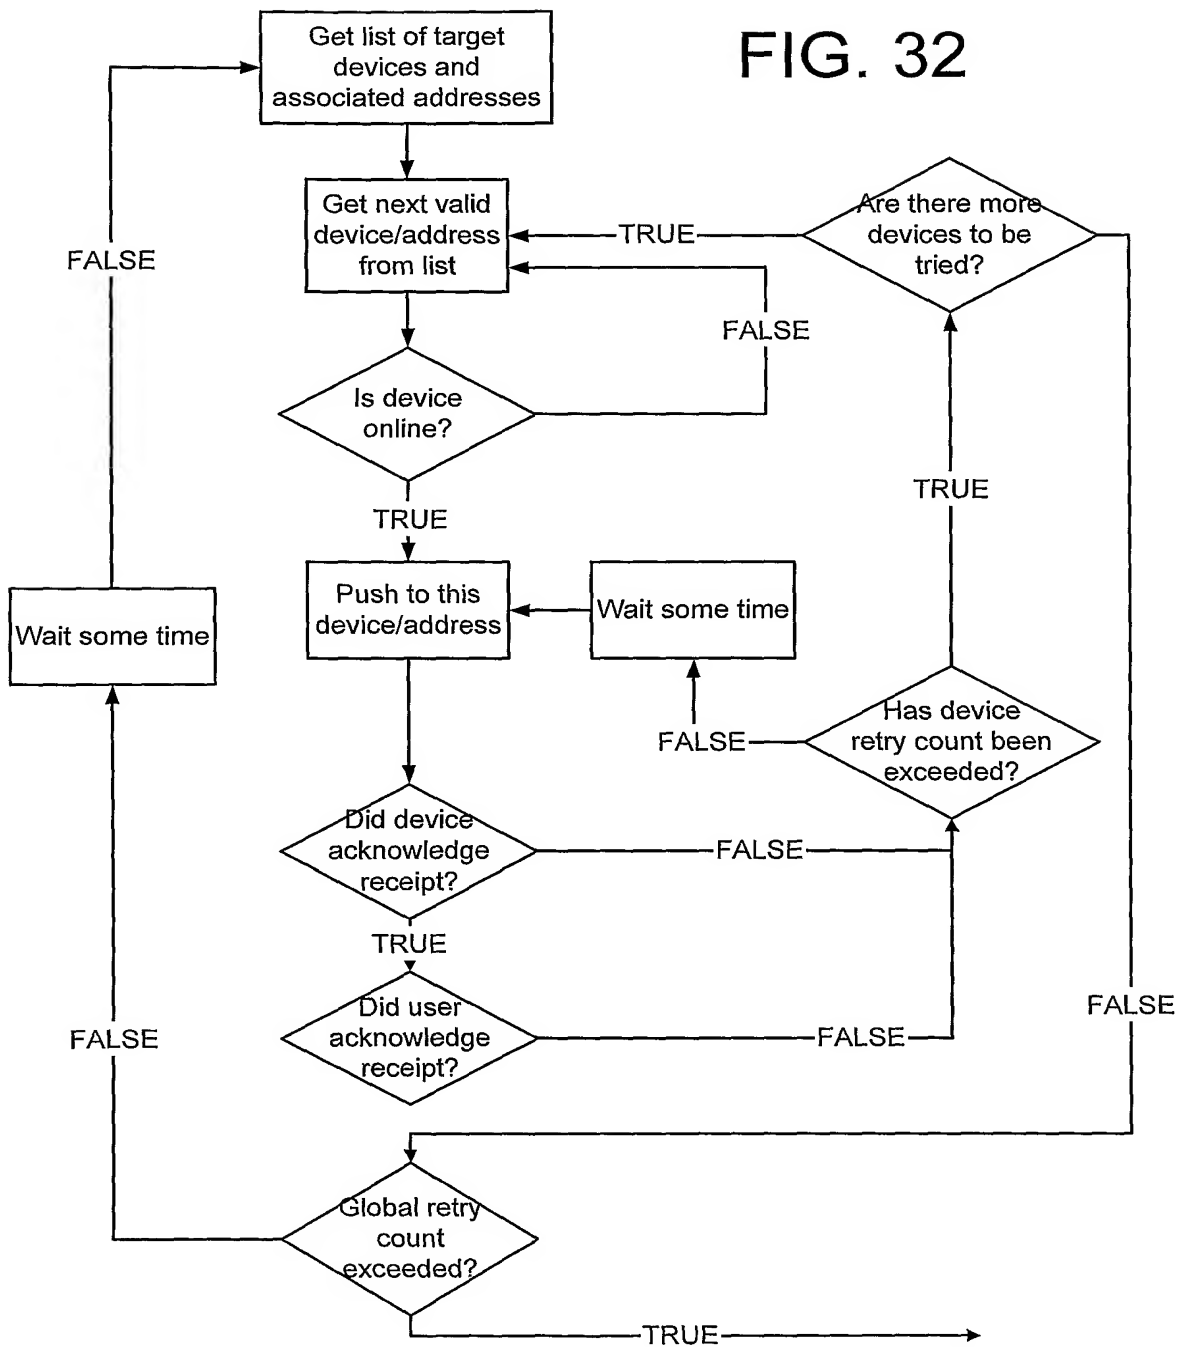 Get list of target
devices and
associated addresses
FIG. 32
FALSE
Get next valid
device/address
from list
TRUE
Are there more
devices to be
tried?
FALSE
Is device
online?
TRUE
TRUE
Push to this
device/address
Wait some time
Wait some time
Has device
retry count been
exceeded?
FALSE
Did device
acknowledge
receipt?
FALSE
TRUE
Did user
acknowledge
receipt?
FALSE
FALSE
FALSE
Global retry
count
exceeded?
TRUE